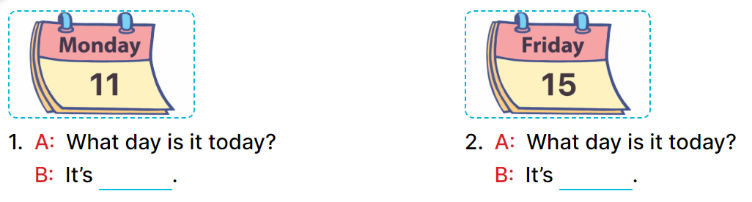 Monday
11
1. A: What day is it today?
B: It's ______.
Friday
15
2. A: What day is it today?
B: It's ______.